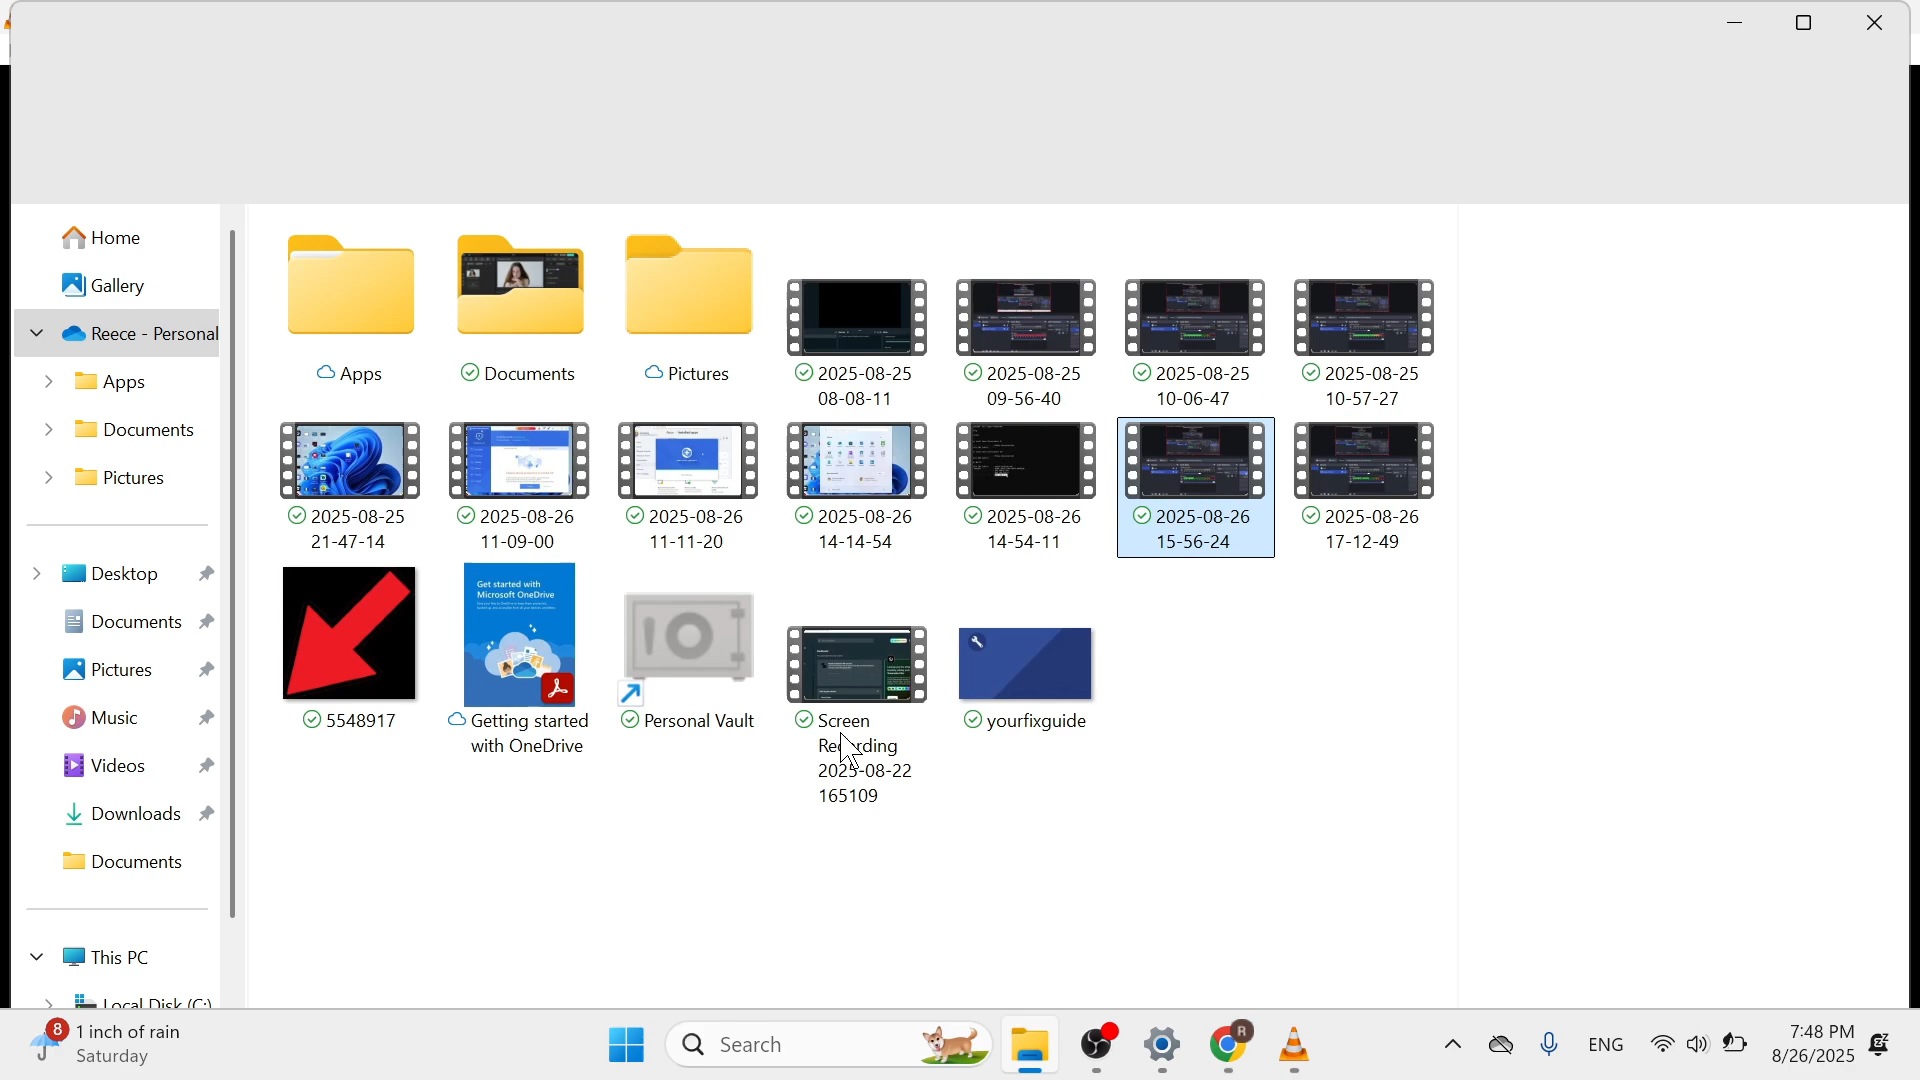 Home
Gallery
Reece - Personal
Apps
Documents
Pictures
Desktop
Documents
Pictures
Music
Videos
Downloads
Documents
This PC
Local Disk (C:)
Apps
Documents
Pictures
2025-08-25
08-08-11
2025-08-25
09-56-40
2025-08-25
10-06-47
2025-08-25
10-57-27
2025-08-25
21-47-14
2025-08-26
11-09-00
2025-08-26
11-11-20
2025-08-26
14-14-54
2025-08-26
14-54-11
2025-08-26
15-56-24
2025-08-26
17-12-49
5548917
Get started with
Microsoft OneDrive
Getting started
with OneDrive
Personal Vault
Screen
Recording
2025-08-22
165109
yourfixguide
8
1 inch of rain
Saturday
Search
R
ENG
7:48 PM
8/26/2025